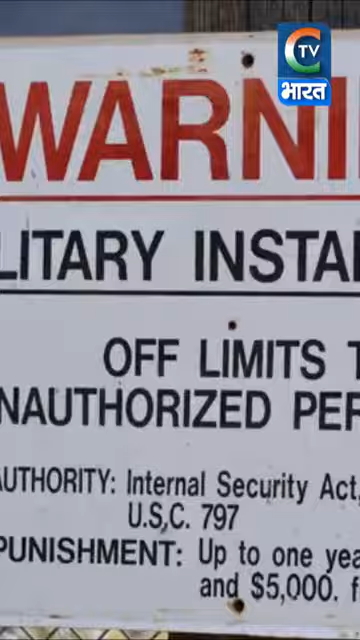 C TV
भारत
WARNI
LITARY INSTA
OFF LIMITS T
NAUTHORIZED PER
AUTHORITY: Internal Security Act,
U.S.C. 797
PUNISHMENT: Up to one yea
and $5,000. f